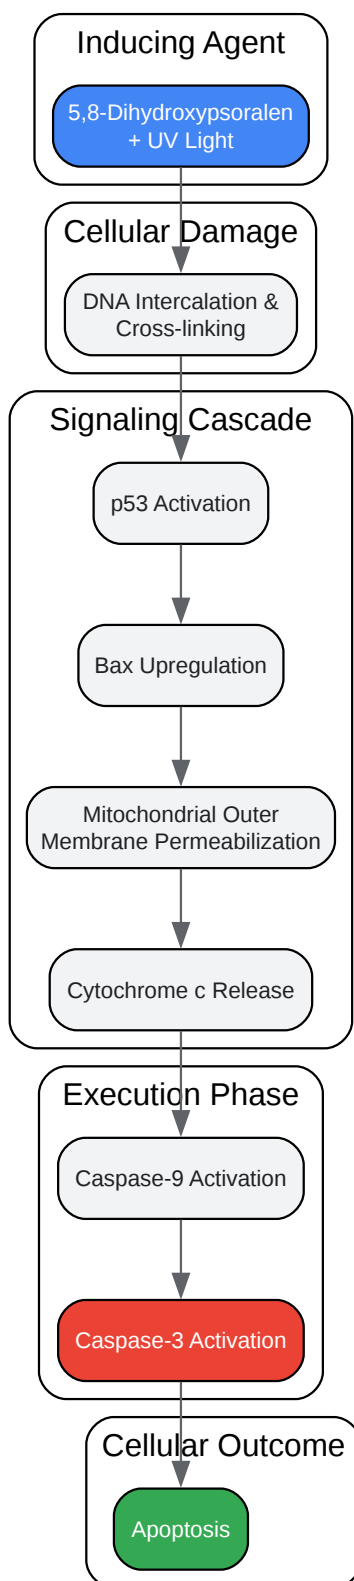 Inducing Agent
5,8-Dihydroxypsoralen
+ UV Light
Cellular Damage
DNA Intercalation &
Cross-linking
Signaling Cascade
p53 Activation
Bax Upregulation
Mitochondrial Outer
Membrane Permeabilization
Cytochrome c Release
Execution Phase
Caspase-9 Activation
Caspase-3 Activation
Cellular Outcome
Apoptosis